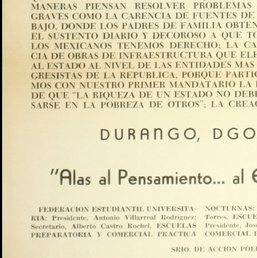 MANERAS PIENSAN RESOLVER PROBLEMAS
GRAVES COMO LA CARENCIA DE FUENTES DE
BAJO, DONDE LOS PADRES DE FAMILIA OBTEN
EL SUSTENTO DIARIO Y DECOROSO A QUE TO
LOS MEXICANOS TENEMOS DERECHO; LA CA
CIA DE OBRAS DE INFRAESTRUCTURA QUE ELE
AL ESTADO AL NIVEL DE LAS ENTIDADES MAS
GRESISTAS DE LA REPUBLICA, PORQUE PARTIC
MOS CON NUESTRO PRIMER MANDATARIO LA I
DE QUE "LA RIQUEZA DE UN ESTADO NO DEBE
SARSE EN LA POBREZA DE OTROS"; LA CREAC
DURANGO, DGO
"Alas al Pensamiento... al E
FEDERACION ESTUDIANTIL UNIVERSITA-
RIA: Presidente, Antonio Villarreal Rodríguez;
Secretario, Alberto Castro Rochel. ESCUELAS
PREPARATORIA Y COMERCIAL PRACTICA
NOCTURNAS:
Torres. ESCUE
Presidente, Jos
COMERCIAL P
SRIO. DE ACCION POLI